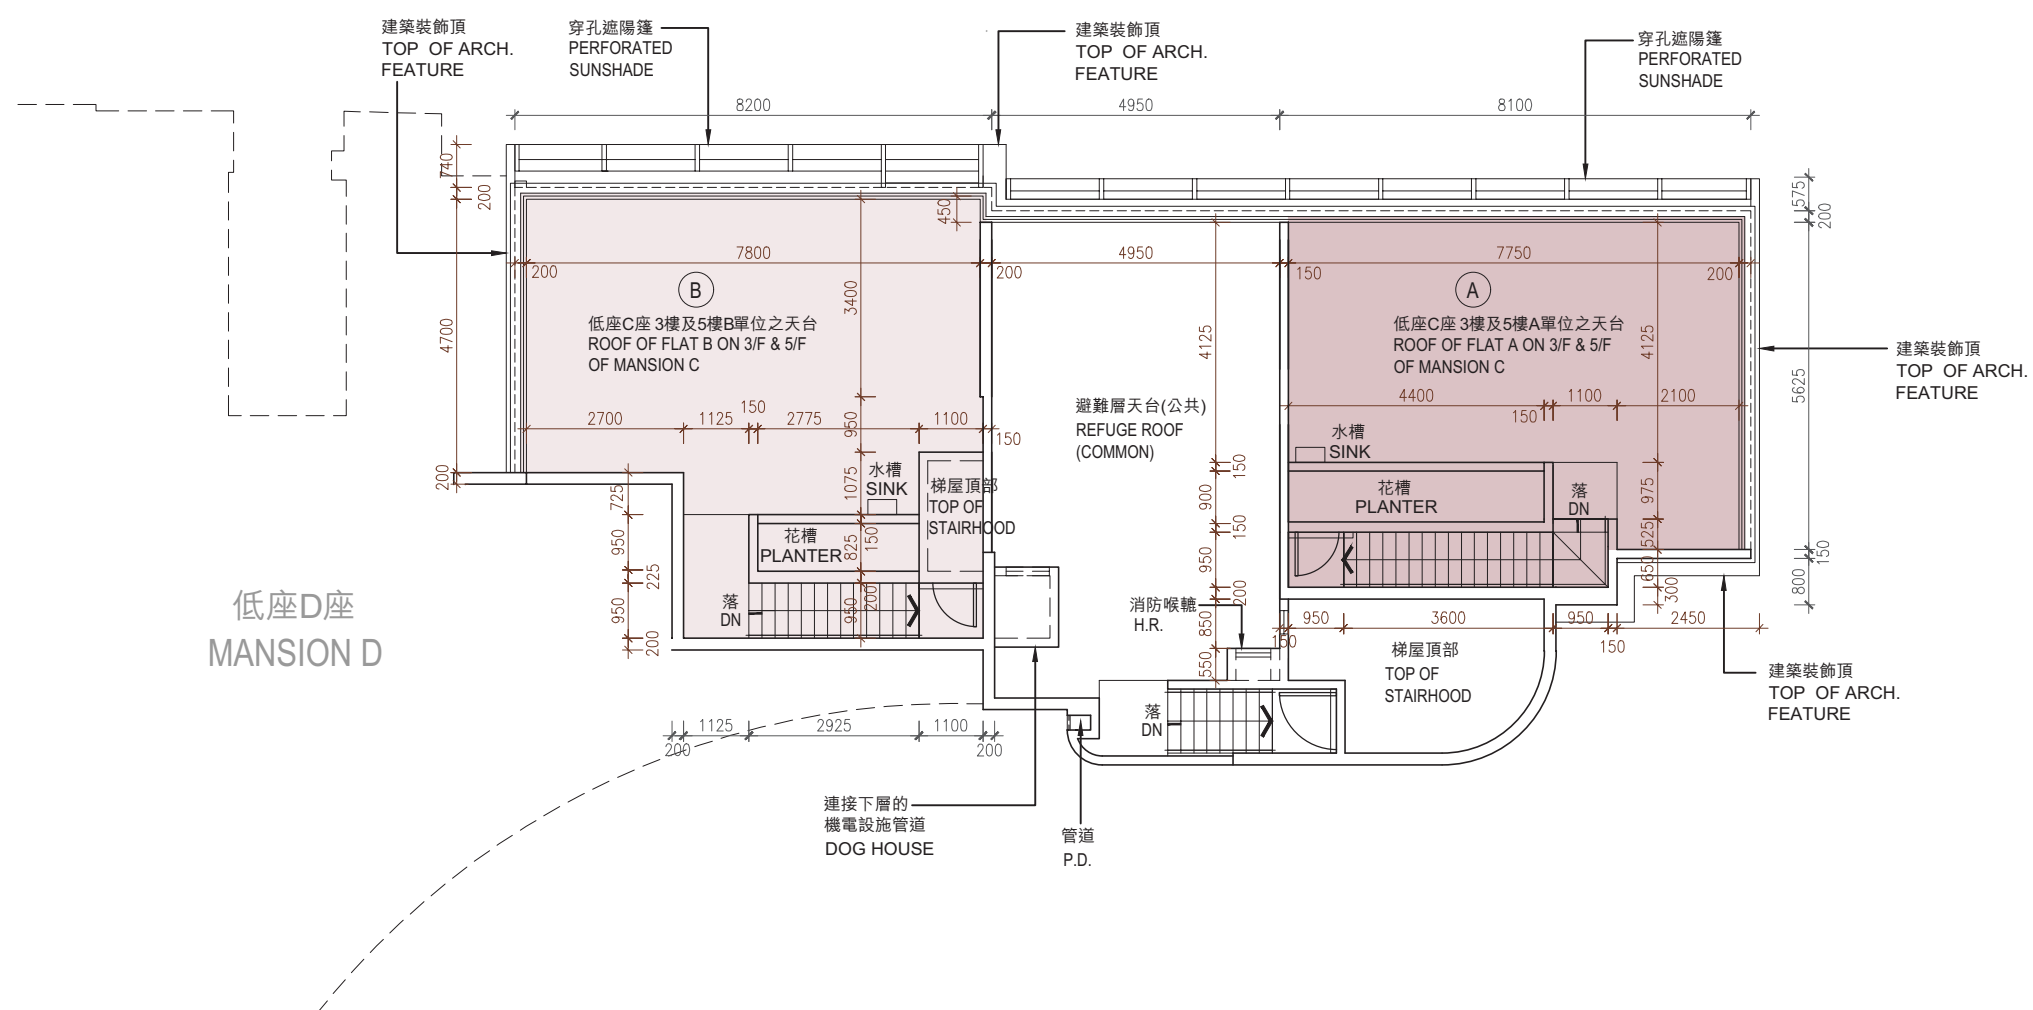 建築裝飾頂
TOP OF ARCH.
FEATURE
穿孔遮陽篷
PERFORATED
SUNSHADE
建築裝飾頂
TOP OF ARCH.
FEATURE
穿孔遮陽篷
PERFORATED
SUNSHADE
8200
4950
8100
740
200
4700
200
450
575
200
5625
150
800
7800
200
200
4950
150
7750
200
B
低座C座 3樓及5樓B單位之天台
ROOF OF FLAT B ON 3/F & 5/F
OF MANSION C
3400
A
低座C座 3樓及5樓A單位之天台
ROOF OF FLAT A ON 3/F & 5/F
OF MANSION C
4125
4125
建築裝飾頂
TOP OF ARCH.
FEATURE
2700
1125
150
2775
950
1100
150
避難層天台(公共)
REFUGE ROOF
(COMMON)
4400
150
1100
2100
水槽
SINK
水槽
SINK
梯屋頂部
TOP OF
STAIRHOOD
花槽
PLANTER
花槽
PLANTER
落
DN
725
950
225
950
200
1075
150
825
200
950
150
900
150
950
200
850
550
975
525
650
300
低座D座
MANSION D
落
DN
消防喉轆
H.R.
150
950
3600
950
150
2450
梯屋頂部
TOP OF
STAIRHOOD
建築裝飾頂
TOP OF ARCH.
FEATURE
落
DN
200
1125
2925
1100
200
連接下層的
機電設施管道
DOG HOUSE
管道
P.D.